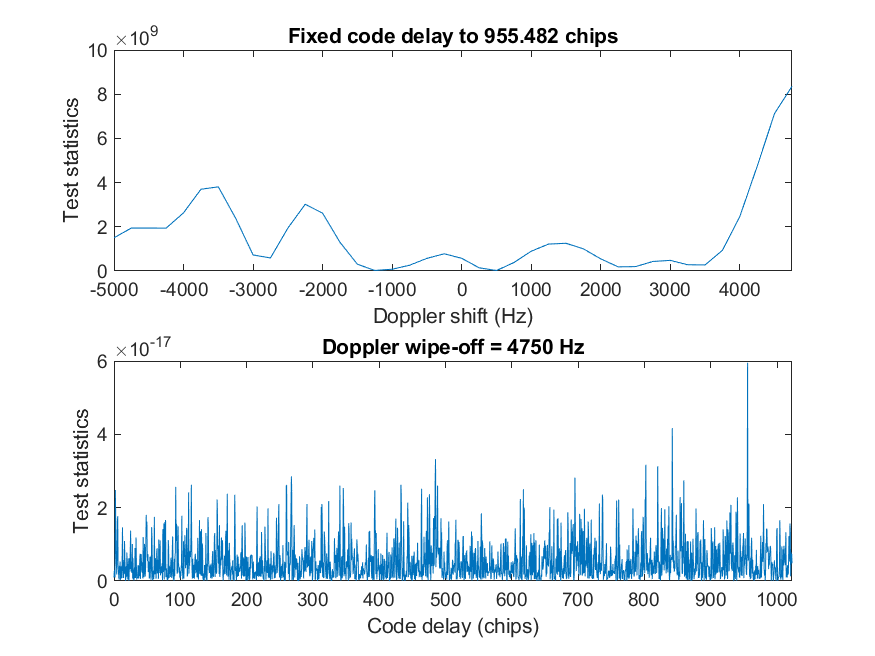 ×10⁹
Fixed code delay to 955.482 chips
10
8
6
4
2
0
Test statistics
-5000 -4000 -3000 -2000 -1000 0 1000 2000 3000 4000
Doppler shift (Hz)
×10⁻¹⁷
Doppler wipe-off = 4750 Hz
6
4
2
0
Test statistics
0 100 200 300 400 500 600 700 800 900 1000
Code delay (chips)